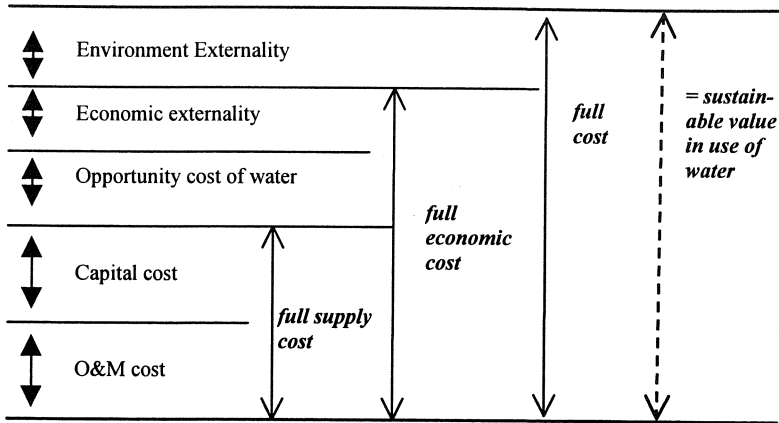 Environment Externality
Economic externality
Opportunity cost of water
Capital cost
O&M cost
full supply
cost
full
economic
cost
full
cost
= sustain-
able value
in use of
water